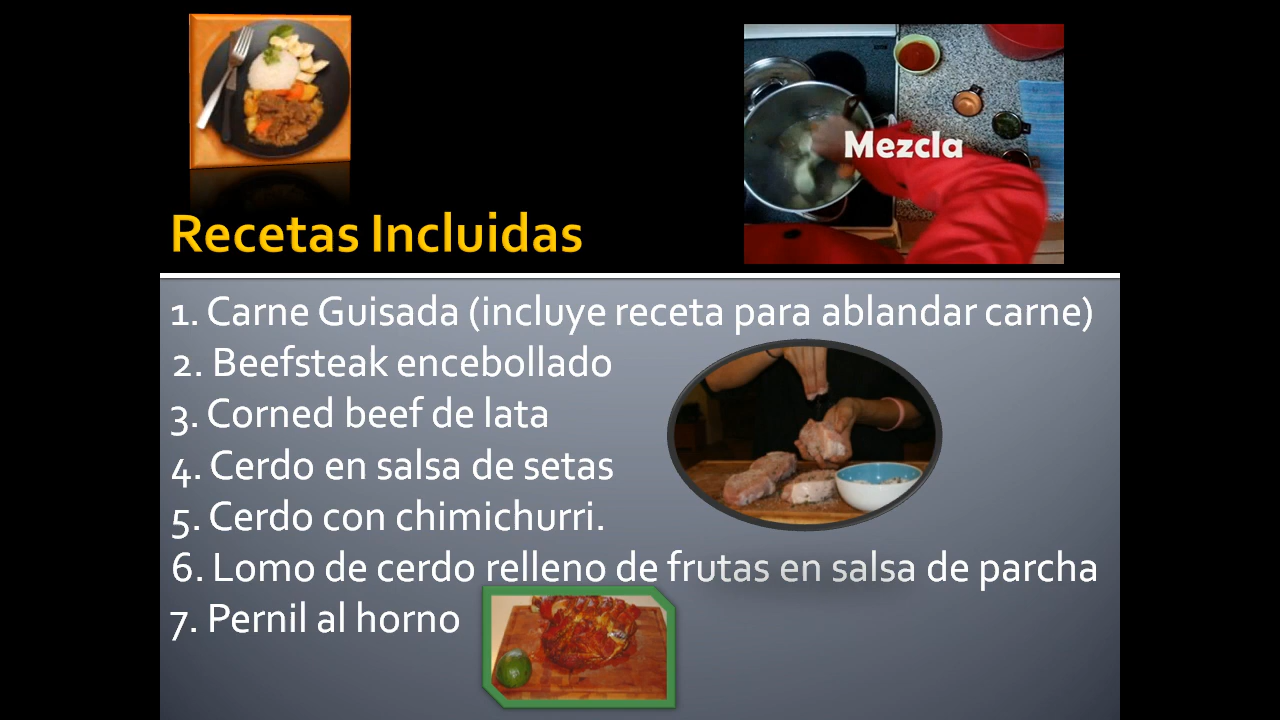 Mezcla
Recetas Incluidas
1. Carne Guisada (incluye receta para ablandar carne)
2. Beefsteak encebollado
3. Corned beef de lata
4. Cerdo en salsa de setas
5. Cerdo con chimichurri.
6. Lomo de cerdo relleno de frutas en salsa de parcha
7. Pernil al horno